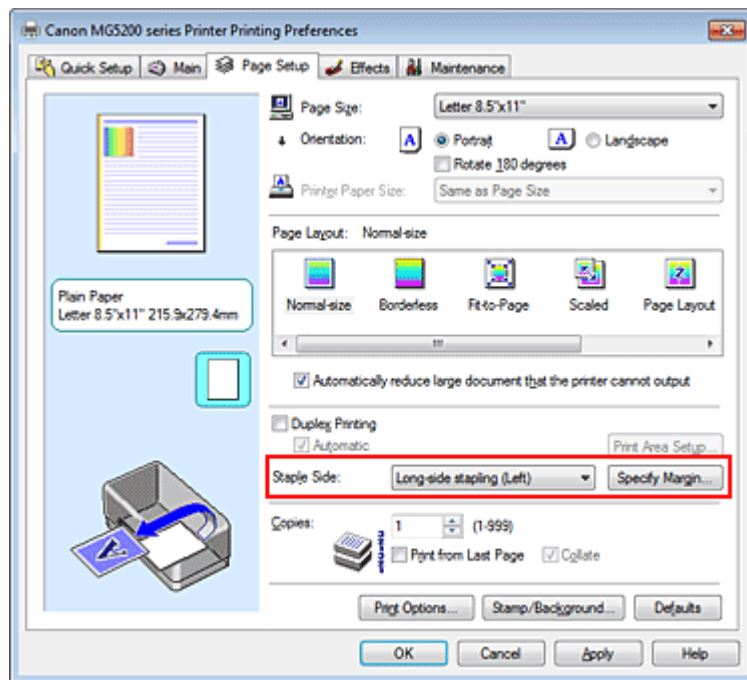 Canon MG5200 series Printer Printing Preferences
Quick Setup Main Page Setup Effects Maintenance
Page Size: Letter 8.5"x11"
Orientation: A Portrait A Landscape
Rotate 180 degrees
Printer Paper Size: Same as Page Size
Page Layout: Normal-size
Normal-size Borderless Fit-to-Page Scaled Page Layout
Plain Paper
Letter 8.5"x11" 215.9x279.4mm
Automatically reduce large document that the printer cannot output
Duplex Printing
Automatic Print Area Setup...
Staple Side: Long-side stapling (Left) Specify Margin...
Copies: 1 (1-999)
Print from Last Page Collate
Print Options... Stamp/Background... Defaults
OK Cancel Apply Help